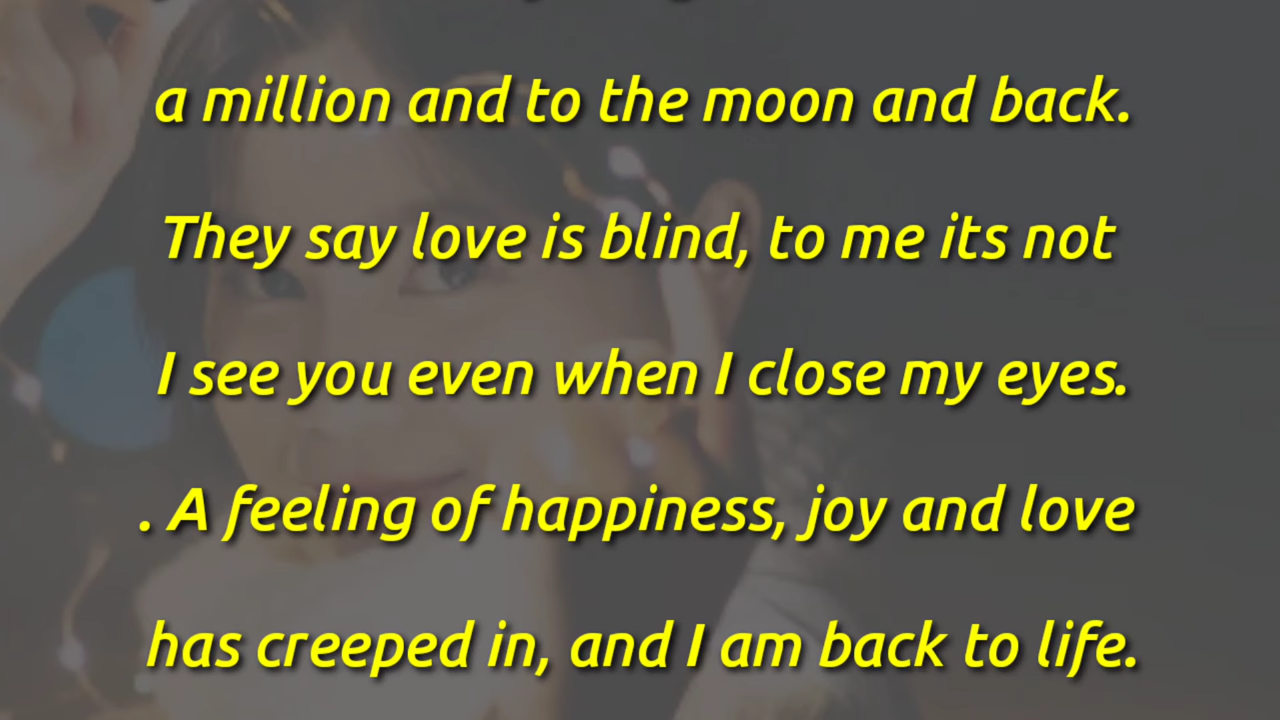 a million and to the moon and back.
They say love is blind, to me its not
I see you even when I close my eyes.
. A feeling of happiness, joy and love
has creeped in, and I am back to life.